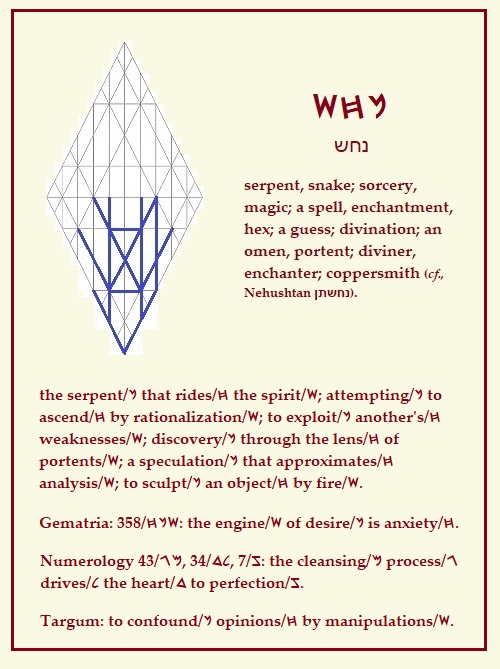 𐤍𐤇𐤔
נחש
serpent, snake; sorcery,
magic; a spell, enchantment,
hex; a guess; divination; an
omen, portent; diviner,
enchanter; coppersmith (cf.,
Nehushtan נחשתן).
the serpent/𐤍 that rides/𐤇 the spirit/𐤔; attempting/𐤍 to
ascend/𐤇 by rationalization/𐤔; to exploit/𐤍 another's/𐤇
weaknesses/𐤔; discovery/𐤍 through the lens/𐤇 of
portents/𐤔; a speculation/𐤍 that approximates/𐤇
analysis/𐤔; to sculpt/𐤍 an object/𐤇 by fire/𐤔.
Gematria: 358/𐤔𐤍𐤇: the engine/𐤔 of desire/𐤍 is anxiety/𐤇.
Numerology 43/𐤌𐤂, 34/𐤋𐤃, 7/𐤆: the cleansing/𐤌 process/𐤂
drives/𐤋 the heart/𐤃 to perfection/𐤆.
Targum: to confound/𐤍 opinions/𐤇 by manipulations/𐤔.